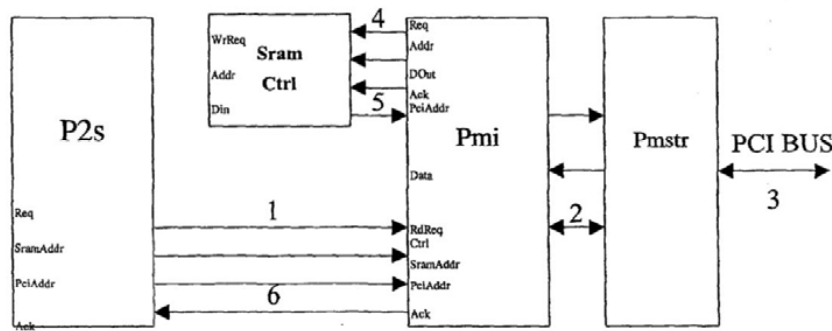 4
Req
WrReq
Sram
Addr
Addr
Ctrl
DOut
Ack
Din
5
PciAddr
P2s
Pmi
Pmstr
PCI BUS
Data
3
Req
1
RdReq
2
Ctrl
SramAddr
SramAddr
PciAddr
6
PciAddr
Ack
Ack